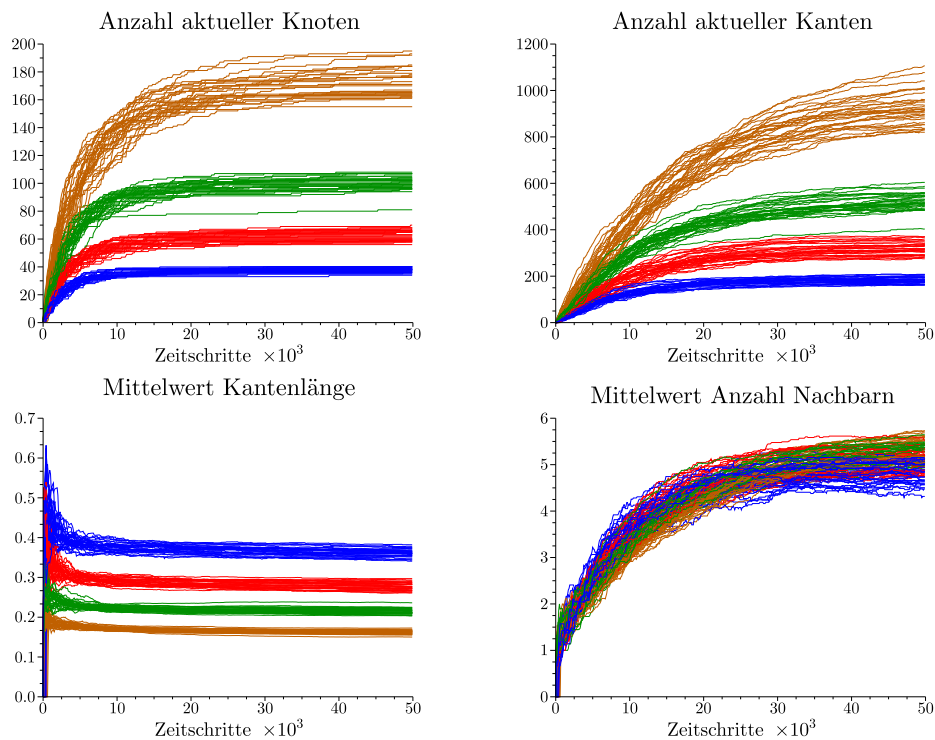 Anzahl aktueller Knoten
200
180
160
140
120
100
80
60
40
20
0
0 10 20 30 40 50
Zeitschritte ×10³
Anzahl aktueller Kanten
1200
1000
800
600
400
200
0
0 10 20 30 40 50
Zeitschritte ×10³
Mittelwert Kantenlänge
0.7
0.6
0.5
0.4
0.3
0.2
0.1
0.0
0 10 20 30 40 50
Zeitschritte ×10³
Mittelwert Anzahl Nachbarn
6
5
4
3
2
1
0
0 10 20 30 40 50
Zeitschritte ×10³